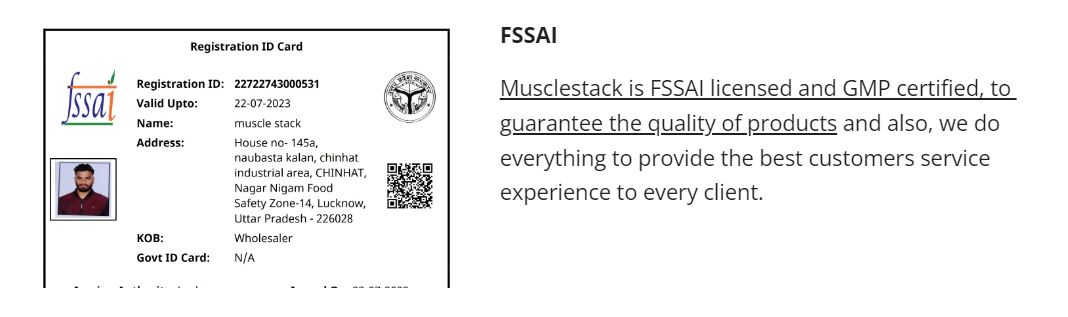 Registration ID Card
fssai
Registration ID: 22722743000531
Valid Upto: 22-07-2023
Name: muscle stack
Address: House no- 145a,
naubasta kalan, chinhat
industrial area, CHINHAT,
Nagar Nigam Food
Safety Zone-14, Lucknow,
Uttar Pradesh - 226028
KOB: Wholesaler
Govt ID Card: N/A
FSSAI
Musclestack is FSSAI licensed and GMP certified, to
guarantee the quality of products and also, we do
everything to provide the best customers service
experience to every client.